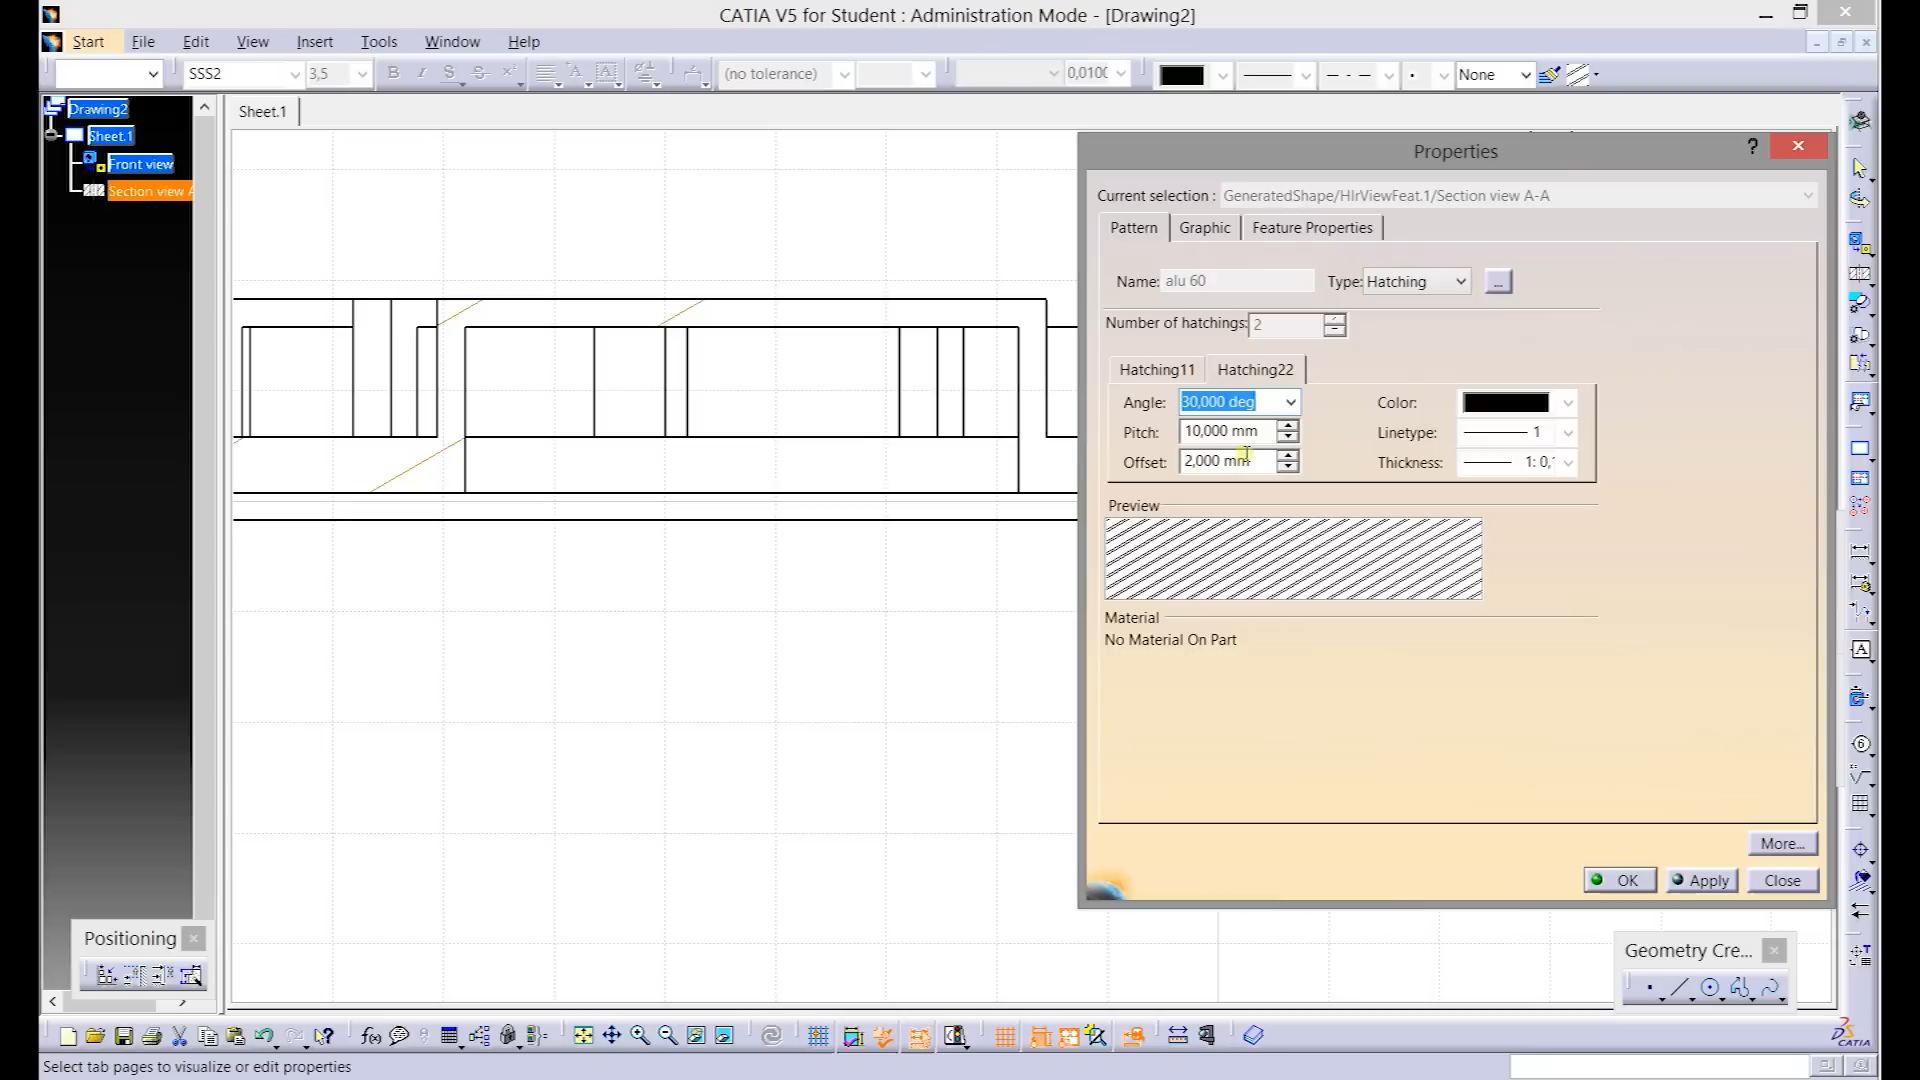 CATIA V5 for Student : Administration Mode - [Drawing2]
Start File Edit View Insert Tools Window Help
SSS2 3,5 B I S S (no tolerance) 0,010 None
Drawing2
Sheet.1
Front view
Section view A
Sheet.1
Properties
?
Current selection : GeneratedShape/HlrViewFeat.1/Section view A-A
Pattern Graphic Feature Properties
Name: alu 60 Type: Hatching ...
Number of hatchings: 2
Hatching11 Hatching22
Angle: 30,000 deg Color:
Pitch: 10,000 mm Linetype: 1
Offset: 2,000 mm Thickness: 1: 0,
Preview
Material
No Material On Part
More...
OK Apply Close
Positioning
Geometry Cre...
CATIA
Select tab pages to visualize or edit properties